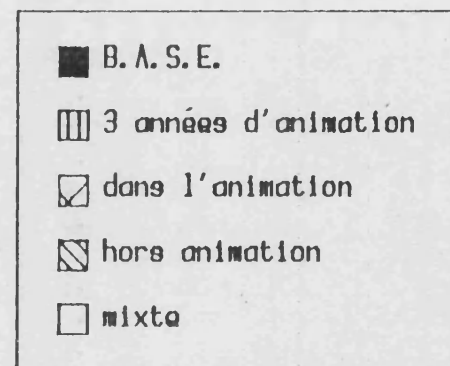 B.A.S.E.
3 années d'animation
dans l'animation
hors animation
mixte